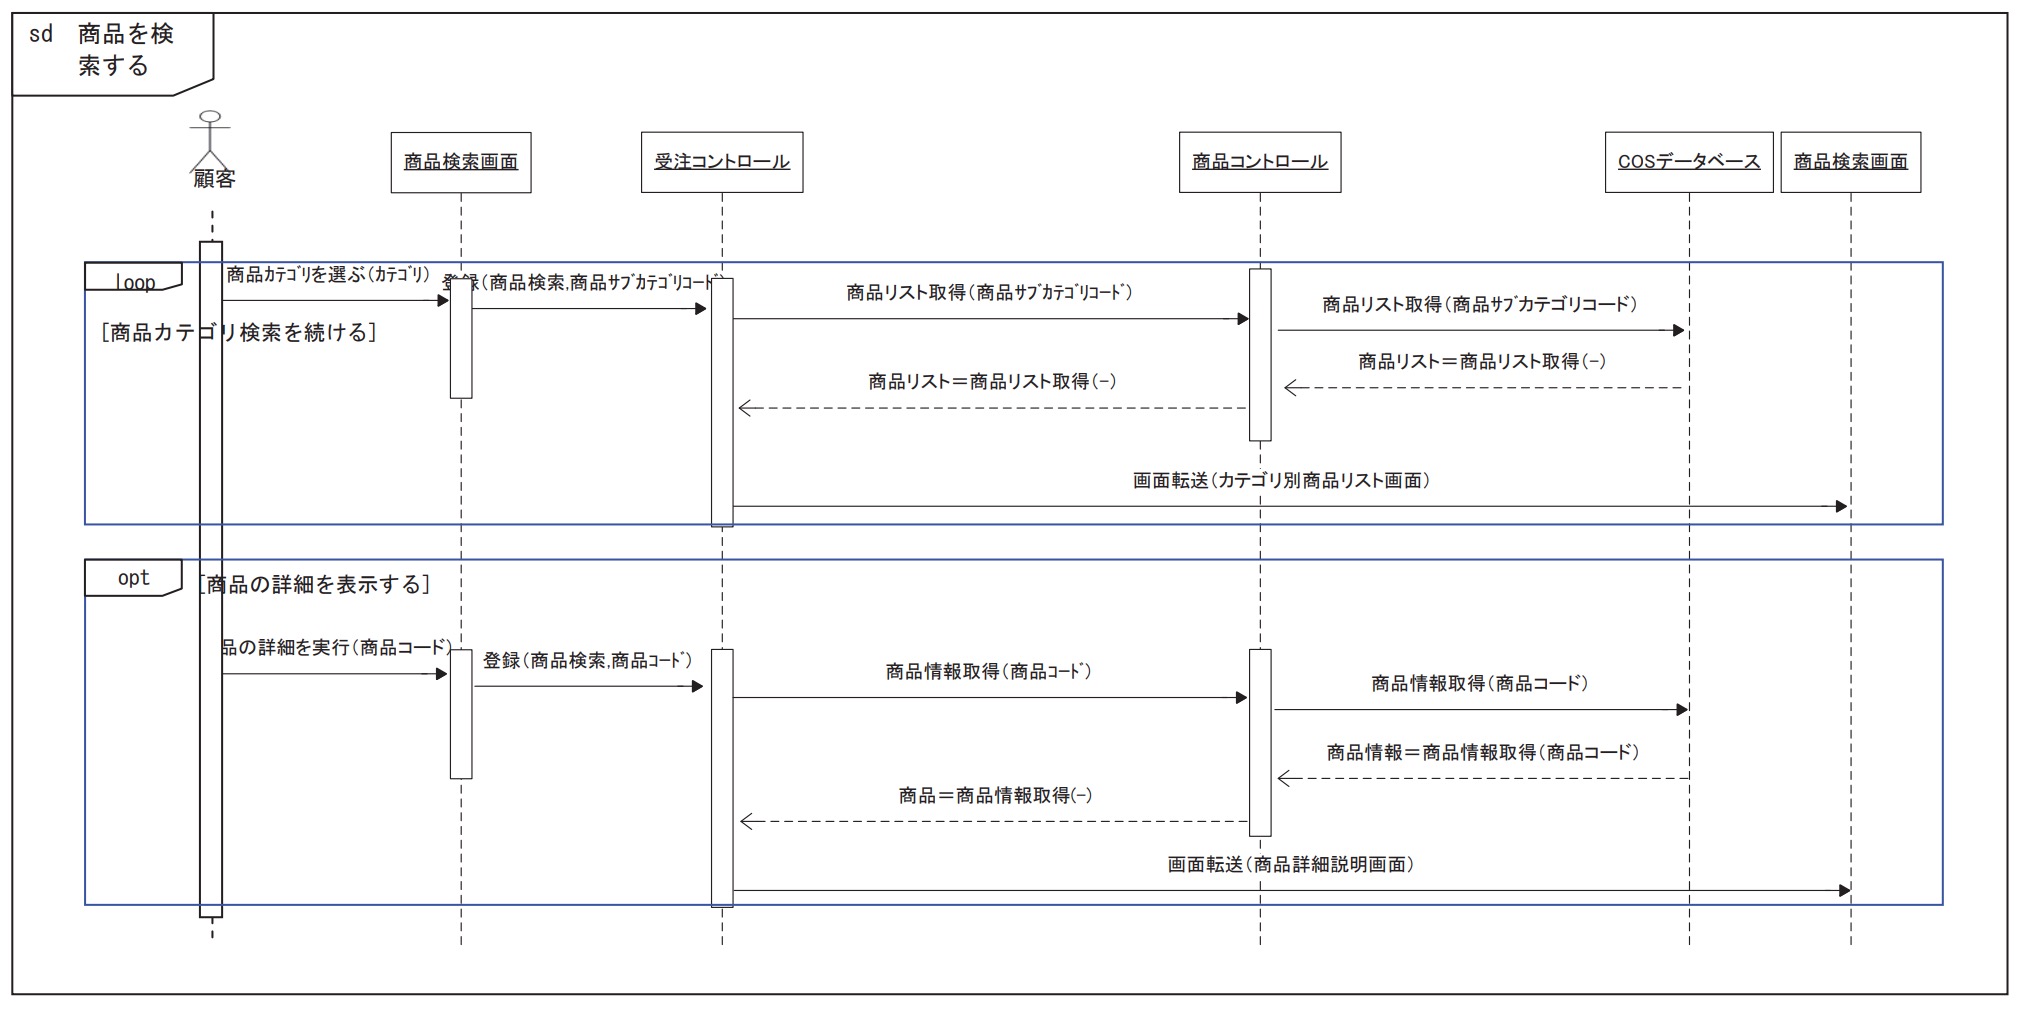 sd 商品を検
索する
顧客
商品検索画面
受注コントロール
商品コントロール
COSデータベース
商品検索画面
loop
商品ｶﾃｺﾞﾘを選ぶ(ｶﾃｺﾞﾘ)
登録(商品検索,商品ｻﾌﾞｶﾃｺﾞﾘｺｰﾄﾞ)
商品リスト取得(商品ｻﾌﾞｶﾃｺﾞﾘｺｰﾄﾞ)
商品リスト取得(商品ｻﾌﾞカテゴリコード)
[商品カテゴリ検索を続ける]
商品リスト＝商品リスト取得(-)
商品リスト＝商品リスト取得(-)
画面転送(カテゴリ別商品リスト画面)
opt
[商品の詳細を表示する]
品の詳細を実行(商品コード)
登録(商品検索,商品ｺｰﾄﾞ)
商品情報取得(商品ｺｰﾄﾞ)
商品情報取得(商品コード)
商品情報＝商品情報取得(商品コード)
商品＝商品情報取得(-)
画面転送(商品詳細説明画面)